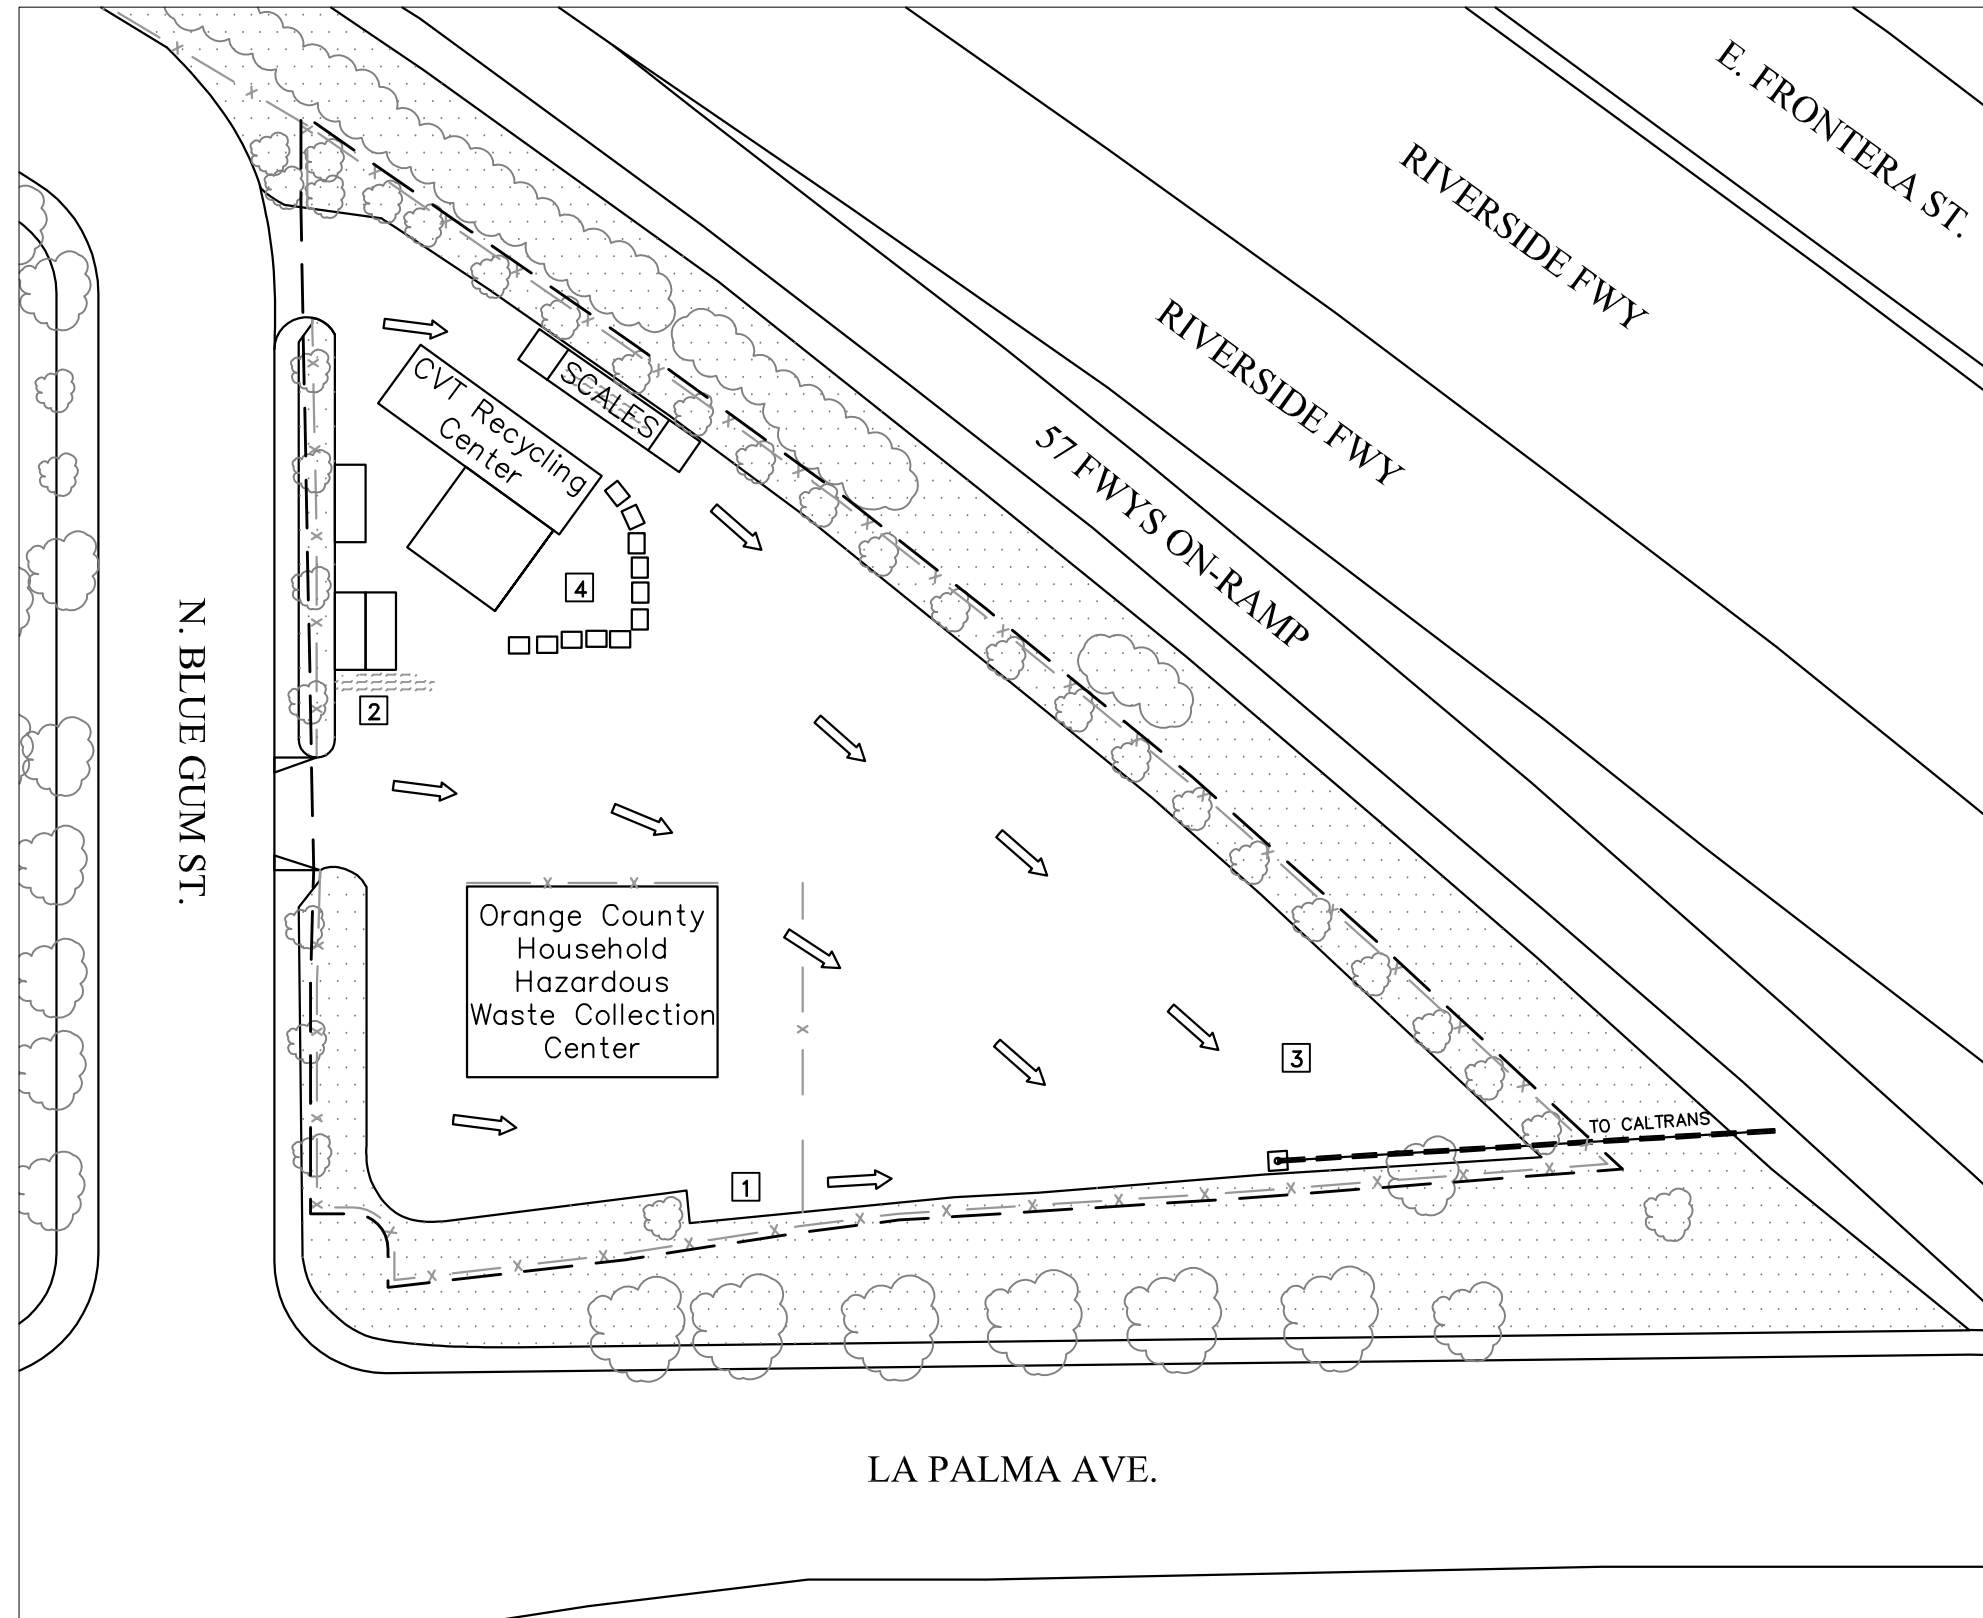 E. FRONTERA ST.
RIVERSIDE FWY
RIVERSIDE FWY
57 FWYS ON-RAMP
CVT Recycling
Center
SCALES
4
2
N. BLUE GUM ST.
Orange County
Household
Hazardous
Waste Collection
Center
3
TO CALTRANS
1
LA PALMA AVE.